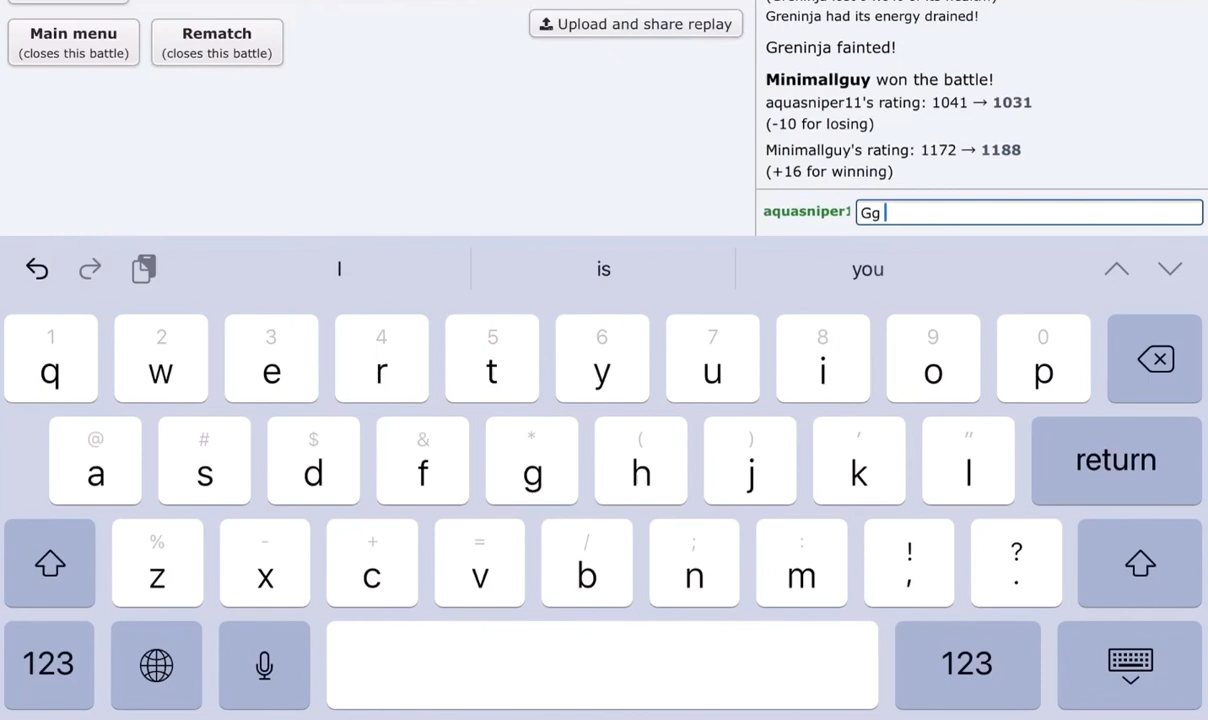 Main menu
(closes this battle)
Rematch
(closes this battle)
Upload and share replay
Greninja had its energy drained!
Greninja fainted!
Minimallguy won the battle!
aquasniper11's rating: 1041 → 1031
(-10 for losing)
Minimallguy's rating: 1172 → 1188
(+16 for winning)
aquasniper1
Gg
I is you
1 2 3 4 5 6 7 8 9 0
q w e r t y u i o p
@ # $ & * ( ) ' "
a s d f g h j k l return
% - + = / ; : ! ?
z x c v b n m , .
123 123